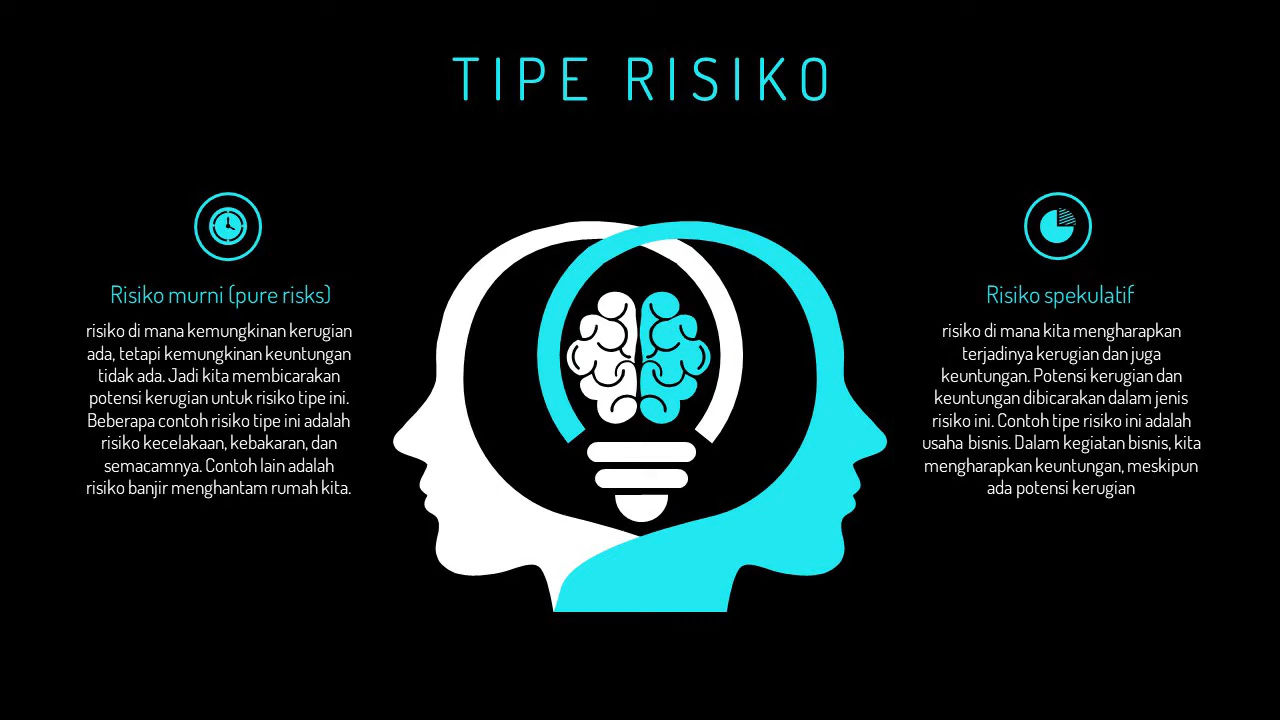 TIPE RISIKO
Risiko murni (pure risks)
risiko di mana kemungkinan kerugian
ada, tetapi kemungkinan keuntungan
tidak ada. Jadi kita membicarakan
potensi kerugian untuk risiko tipe ini.
Beberapa contoh risiko tipe ini adalah
risiko kecelakaan, kebakaran, dan
semacamnya. Contoh lain adalah
risiko banjir menghantam rumah kita.
Risiko spekulatif
risiko di mana kita mengharapkan
terjadinya kerugian dan juga
keuntungan. Potensi kerugian dan
keuntungan dibicarakan dalam jenis
risiko ini. Contoh tipe risiko ini adalah
usaha bisnis. Dalam kegiatan bisnis, kita
mengharapkan keuntungan, meskipun
ada potensi kerugian